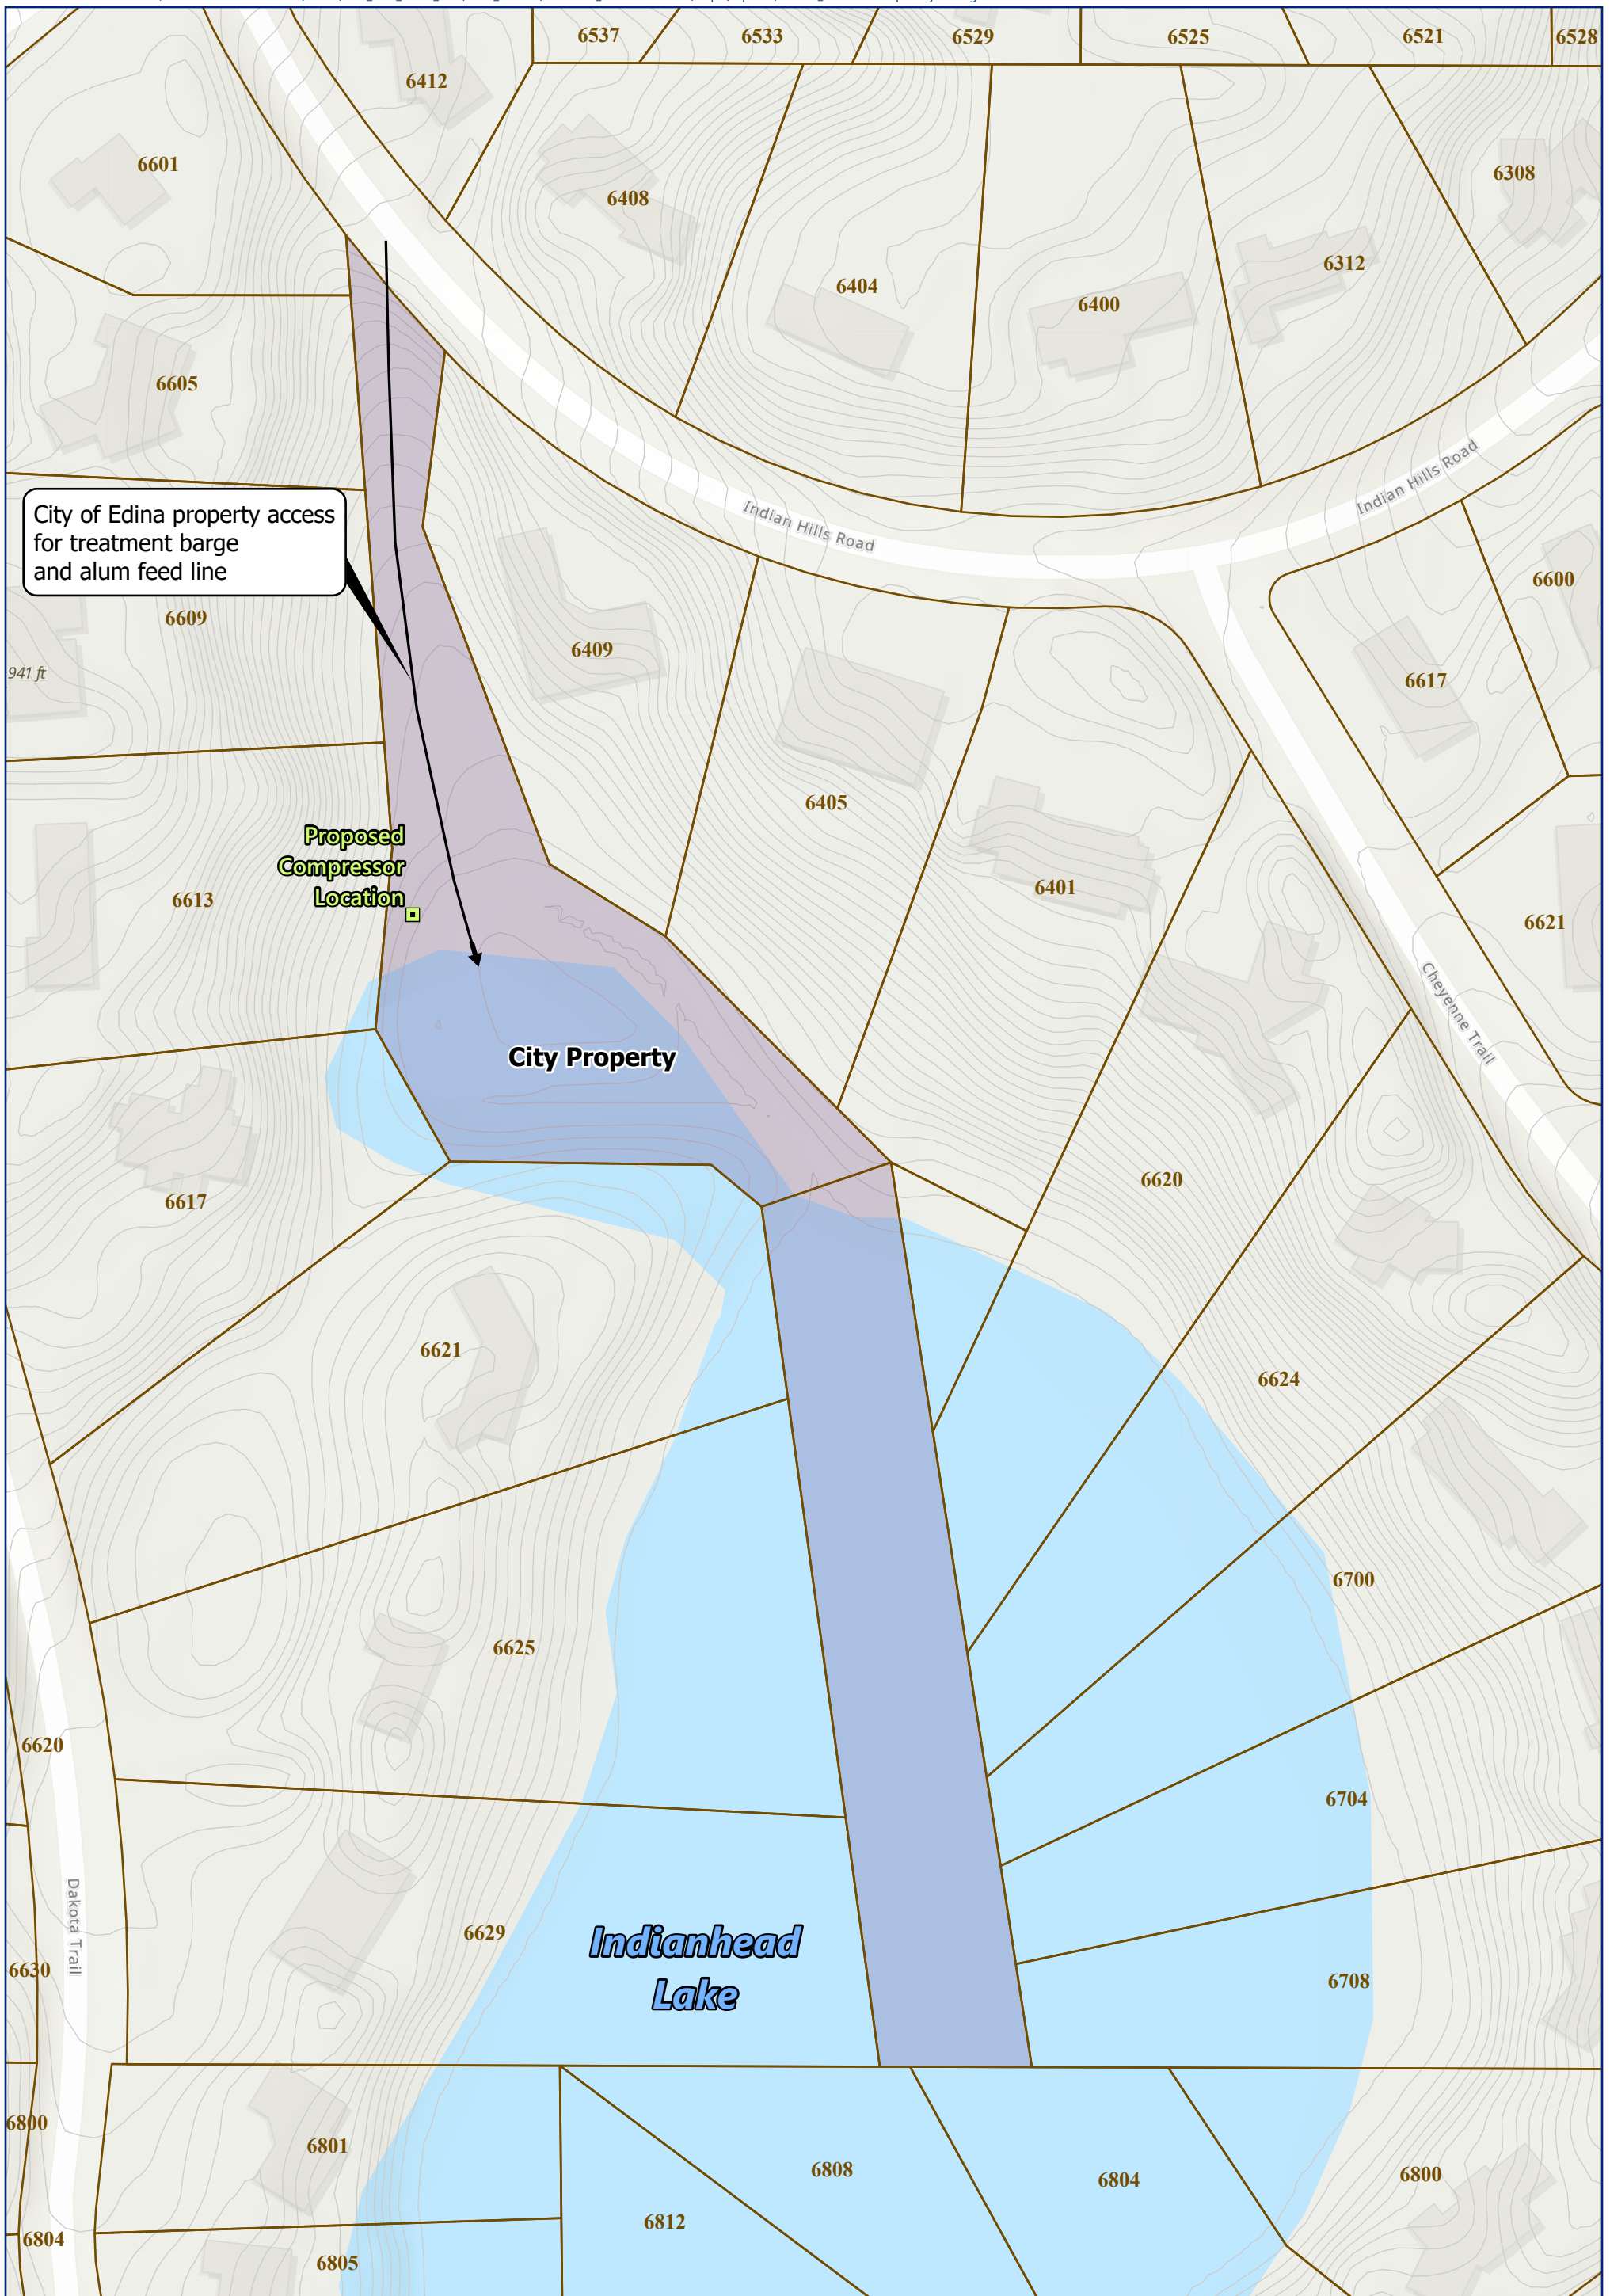 6537
6533
6529
6525
6521
6528
6412
6601
6408
6308
6404
6400
6312
6605
Indian Hills Road
Indian Hills Road
City of Edina property access
for treatment barge
and alum feed line
6600
6609
6409
941 ft
6617
6405
Proposed
Compressor
Location
6613
6401
6621
Cheyenne Trail
City Property
6617
6620
6621
6624
6700
6625
6620
6704
Dakota Trail
6629
Indianhead
Lake
6630
6708
6800
6801
6808
6804
6800
6812
6804
6805